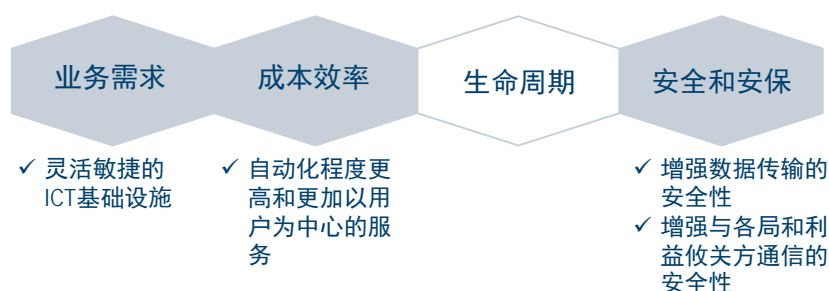 业务需求
成本效率
生命周期
安全和安保
✓ 灵活敏捷的
ICT基础设施
✓ 自动化程度更
高和更加以用
户为中心的服
务
✓ 增强数据传输的
安全性
✓ 增强与各局和利
益攸关方通信的
安全性